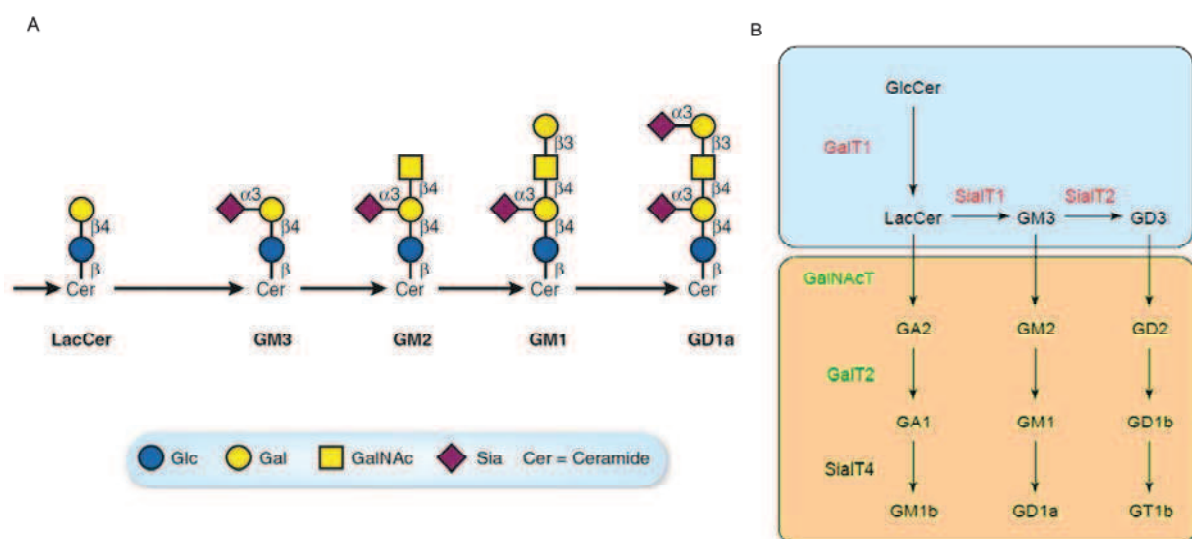 A
α3
β3
β3
β4
α3
β4
α3
β4
α3
β4
β4
β4
β4
β4
β
β
β
β
β
Cer
Cer
Cer
Cer
Cer
LacCer
GM3
GM2
GM1
GD1a
Glc
Gal
GalNAc
Sia
Cer = Ceramide
B
GlcCer
GalT1
SialT1
SialT2
LacCer
GM3
GD3
GalNAcT
GA2
GM2
GD2
GalT2
GA1
GM1
GD1b
SialT4
GM1b
GD1a
GT1b